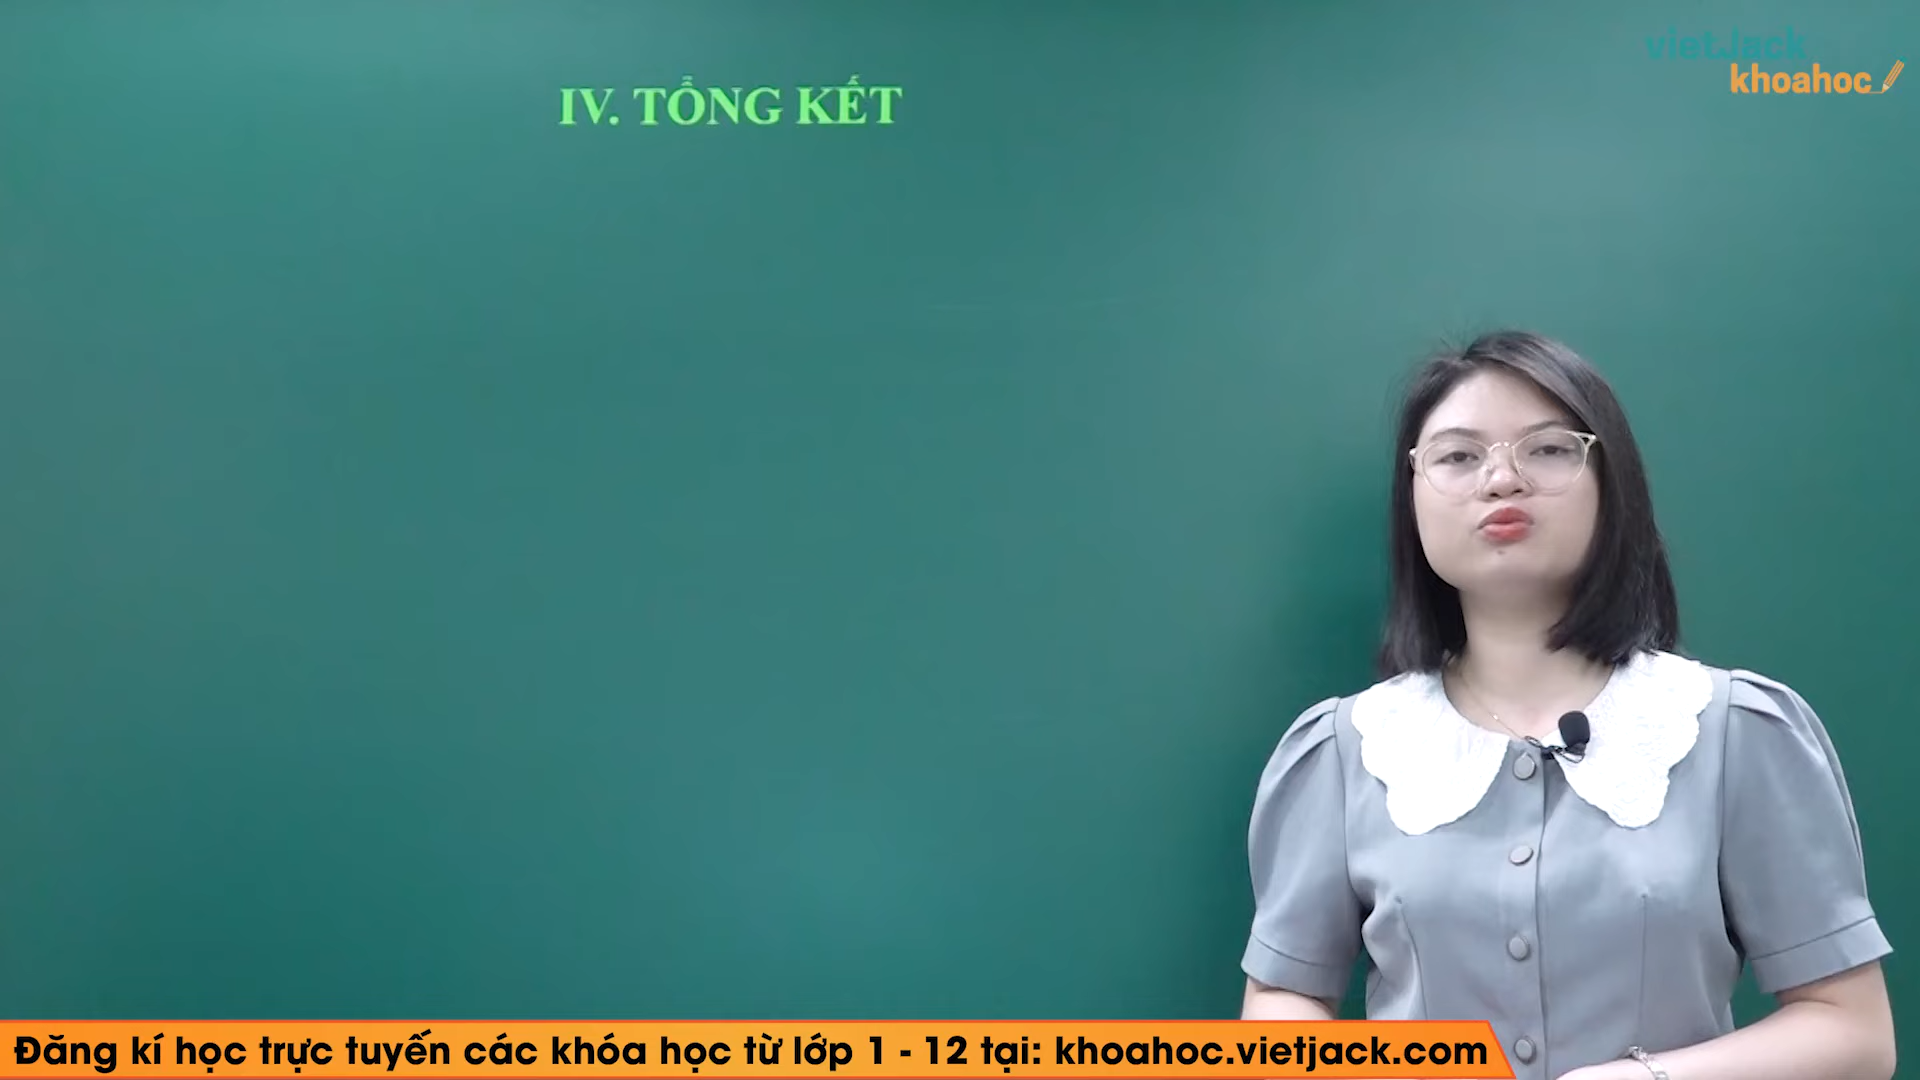 vietJack
khoahoc
IV. TỔNG KẾT
Đăng kí học trực tuyến các khóa học từ lớp 1 - 12 tại: khoahoc.vietjack.com